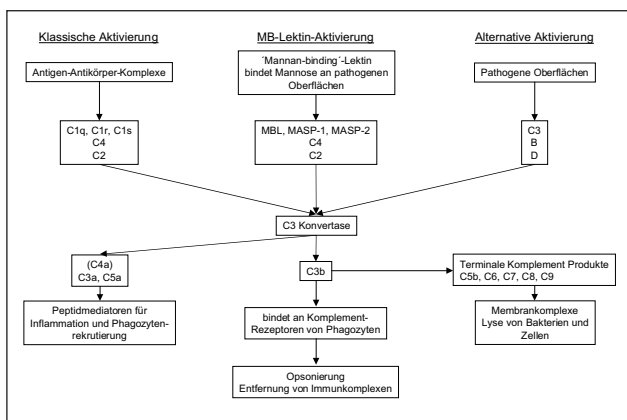 Klassische Aktivierung
MB-Lektin-Aktivierung
Alternative Aktivierung
Antigen-Antikörper-Komplexe
´Mannan-binding´-Lektin
bindet Mannose an pathogenen
Oberflächen
Pathogene Oberflächen
C1q, C1r, C1s
C4
C2
MBL, MASP-1, MASP-2
C4
C2
C3
B
D
C3 Konvertase
(C4a)
C3a, C5a
C3b
Terminale Komplement Produkte
C5b, C6, C7, C8, C9
Peptidmediatoren für
Inflammation und Phagozyten-
rekrutierung
bindet an Komplement-
Rezeptoren von Phagozyten
Membrankomplexe
Lyse von Bakterien und
Zellen
Opsonierung
Entfernung von Immunkomplexen